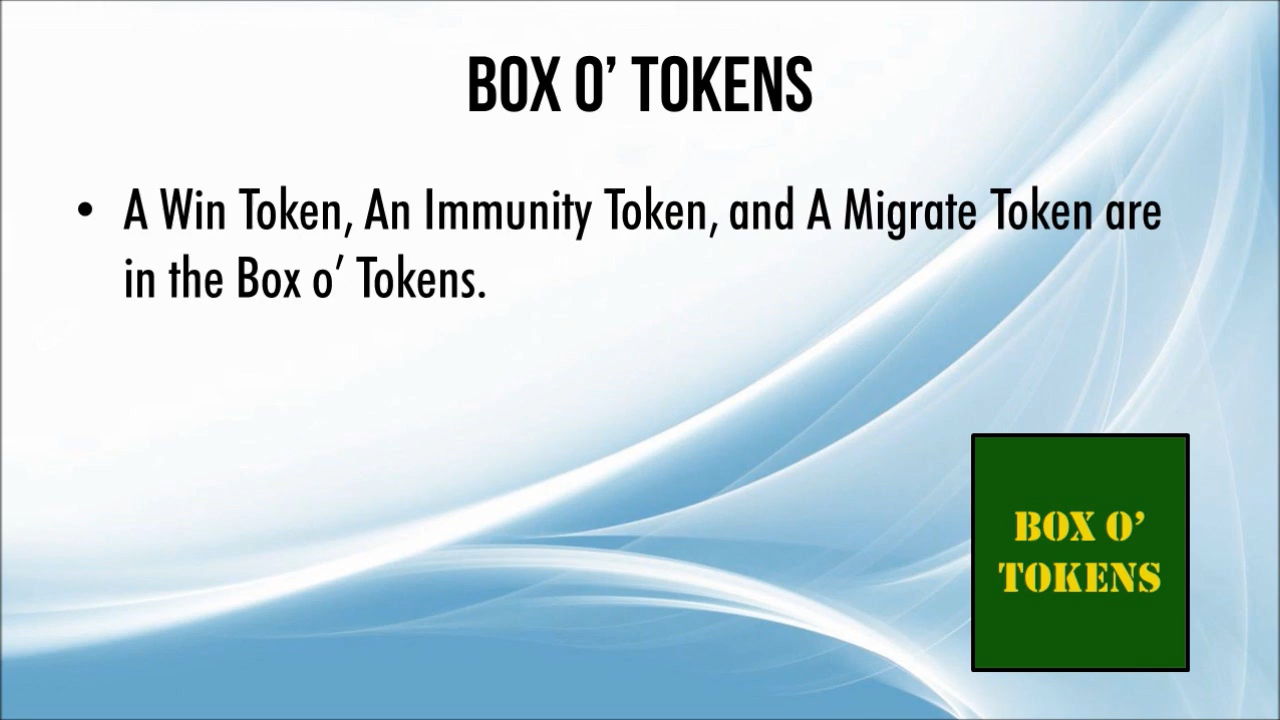 BOX O’ TOKENS
• A Win Token, An Immunity Token, and A Migrate Token are
in the Box o’ Tokens.
BOX O’
TOKENS